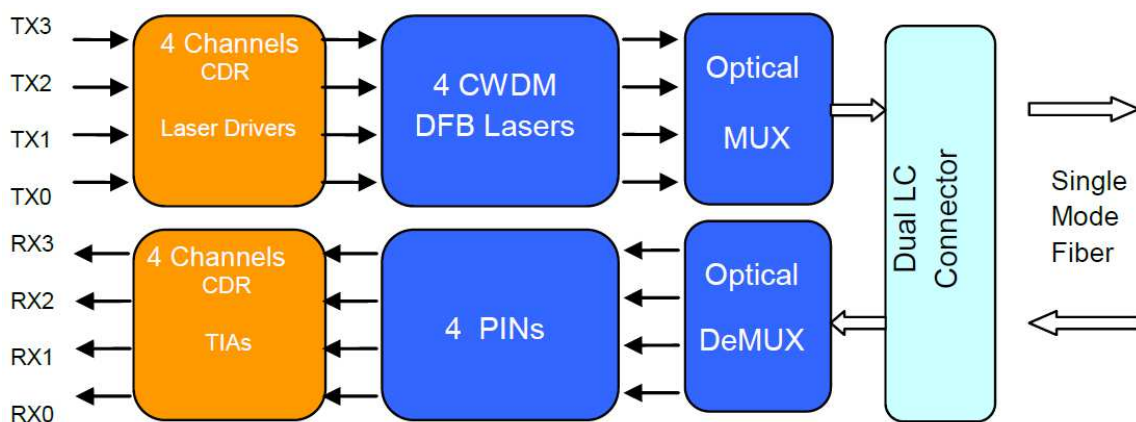 TX3
TX2
TX1
TX0
4 Channels
CDR
Laser Drivers
4 CWDM
DFB Lasers
Optical
MUX
RX3
RX2
RX1
RX0
4 Channels
CDR
TIAs
4 PINs
Optical
DeMUX
Dual LC
Connector
Single
Mode
Fiber